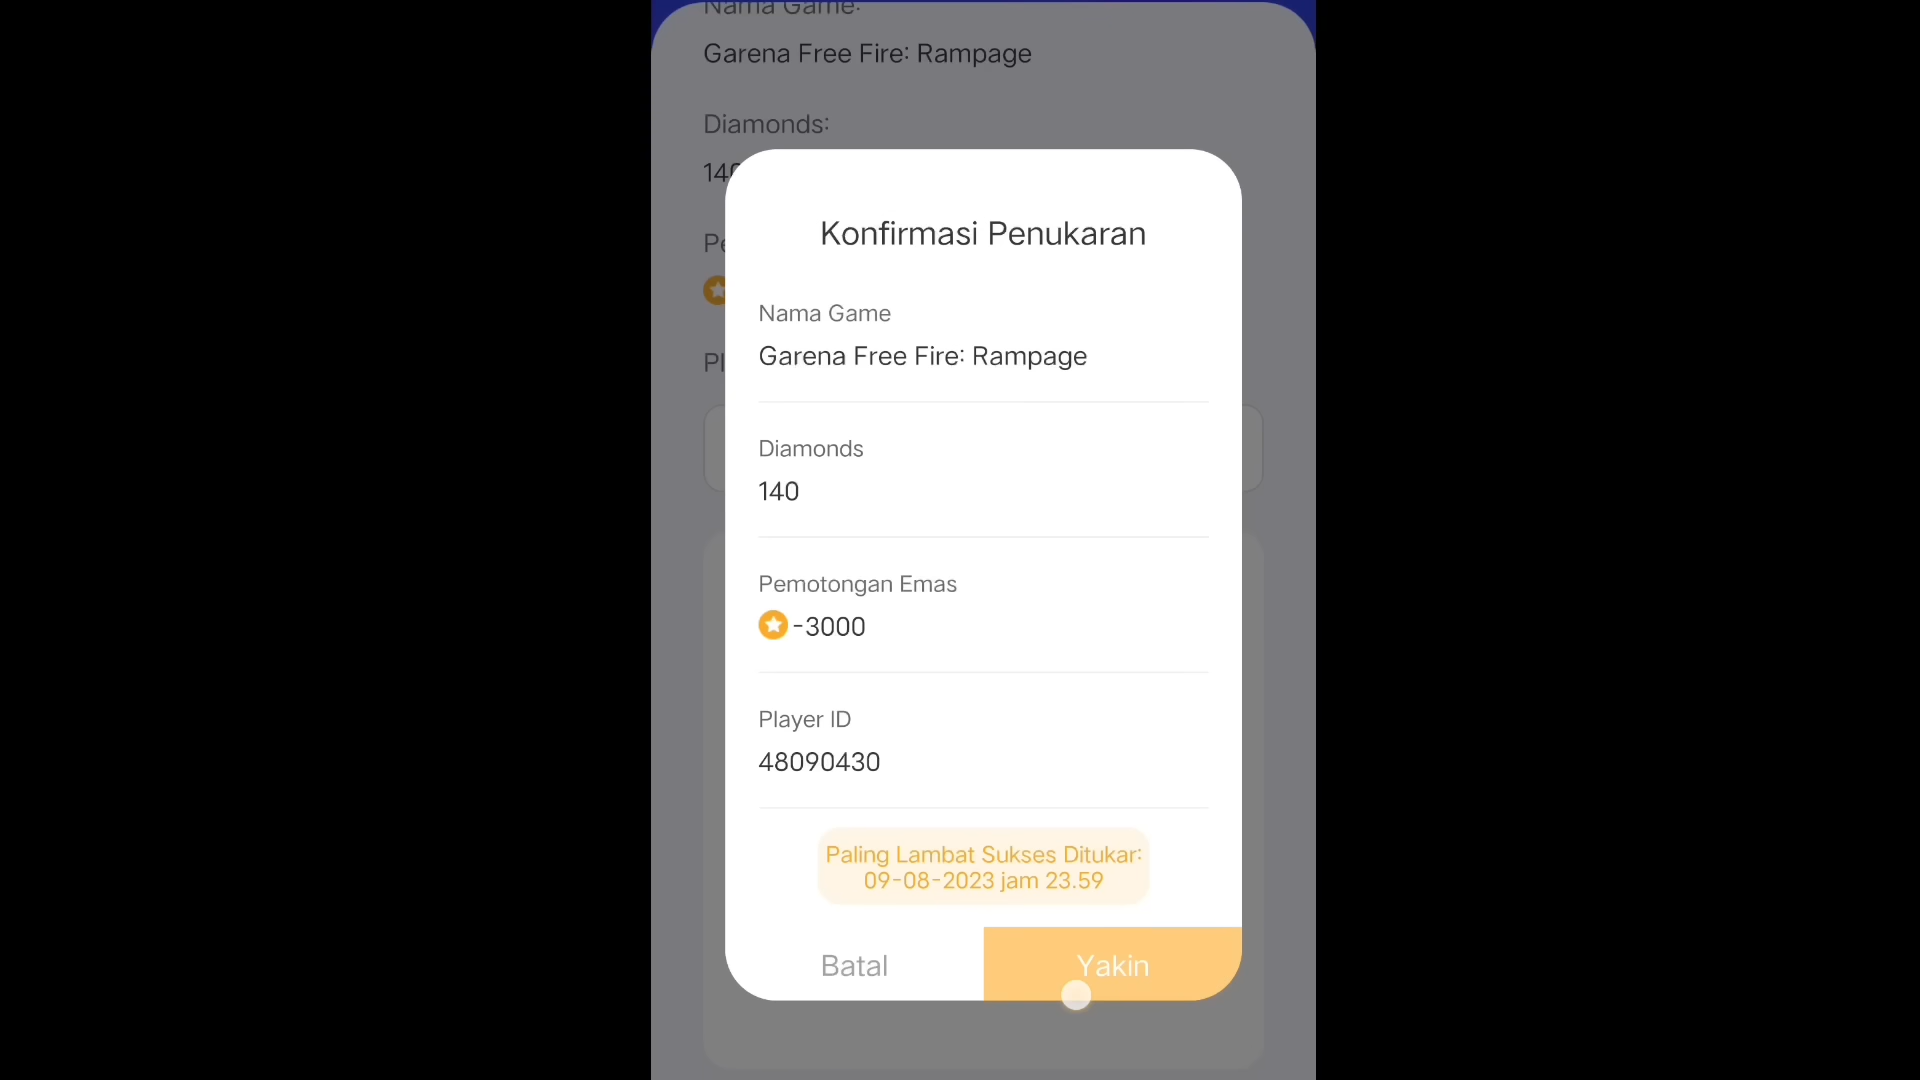 Nama Game:
Garena Free Fire: Rampage
Diamonds:
Konfirmasi Penukaran
Nama Game
Garena Free Fire: Rampage
Diamonds
140
Pemotongan Emas
-3000
Player ID
48090430
Paling Lambat Sukses Ditukar:
09-08-2023 jam 23.59
Batal
Yakin